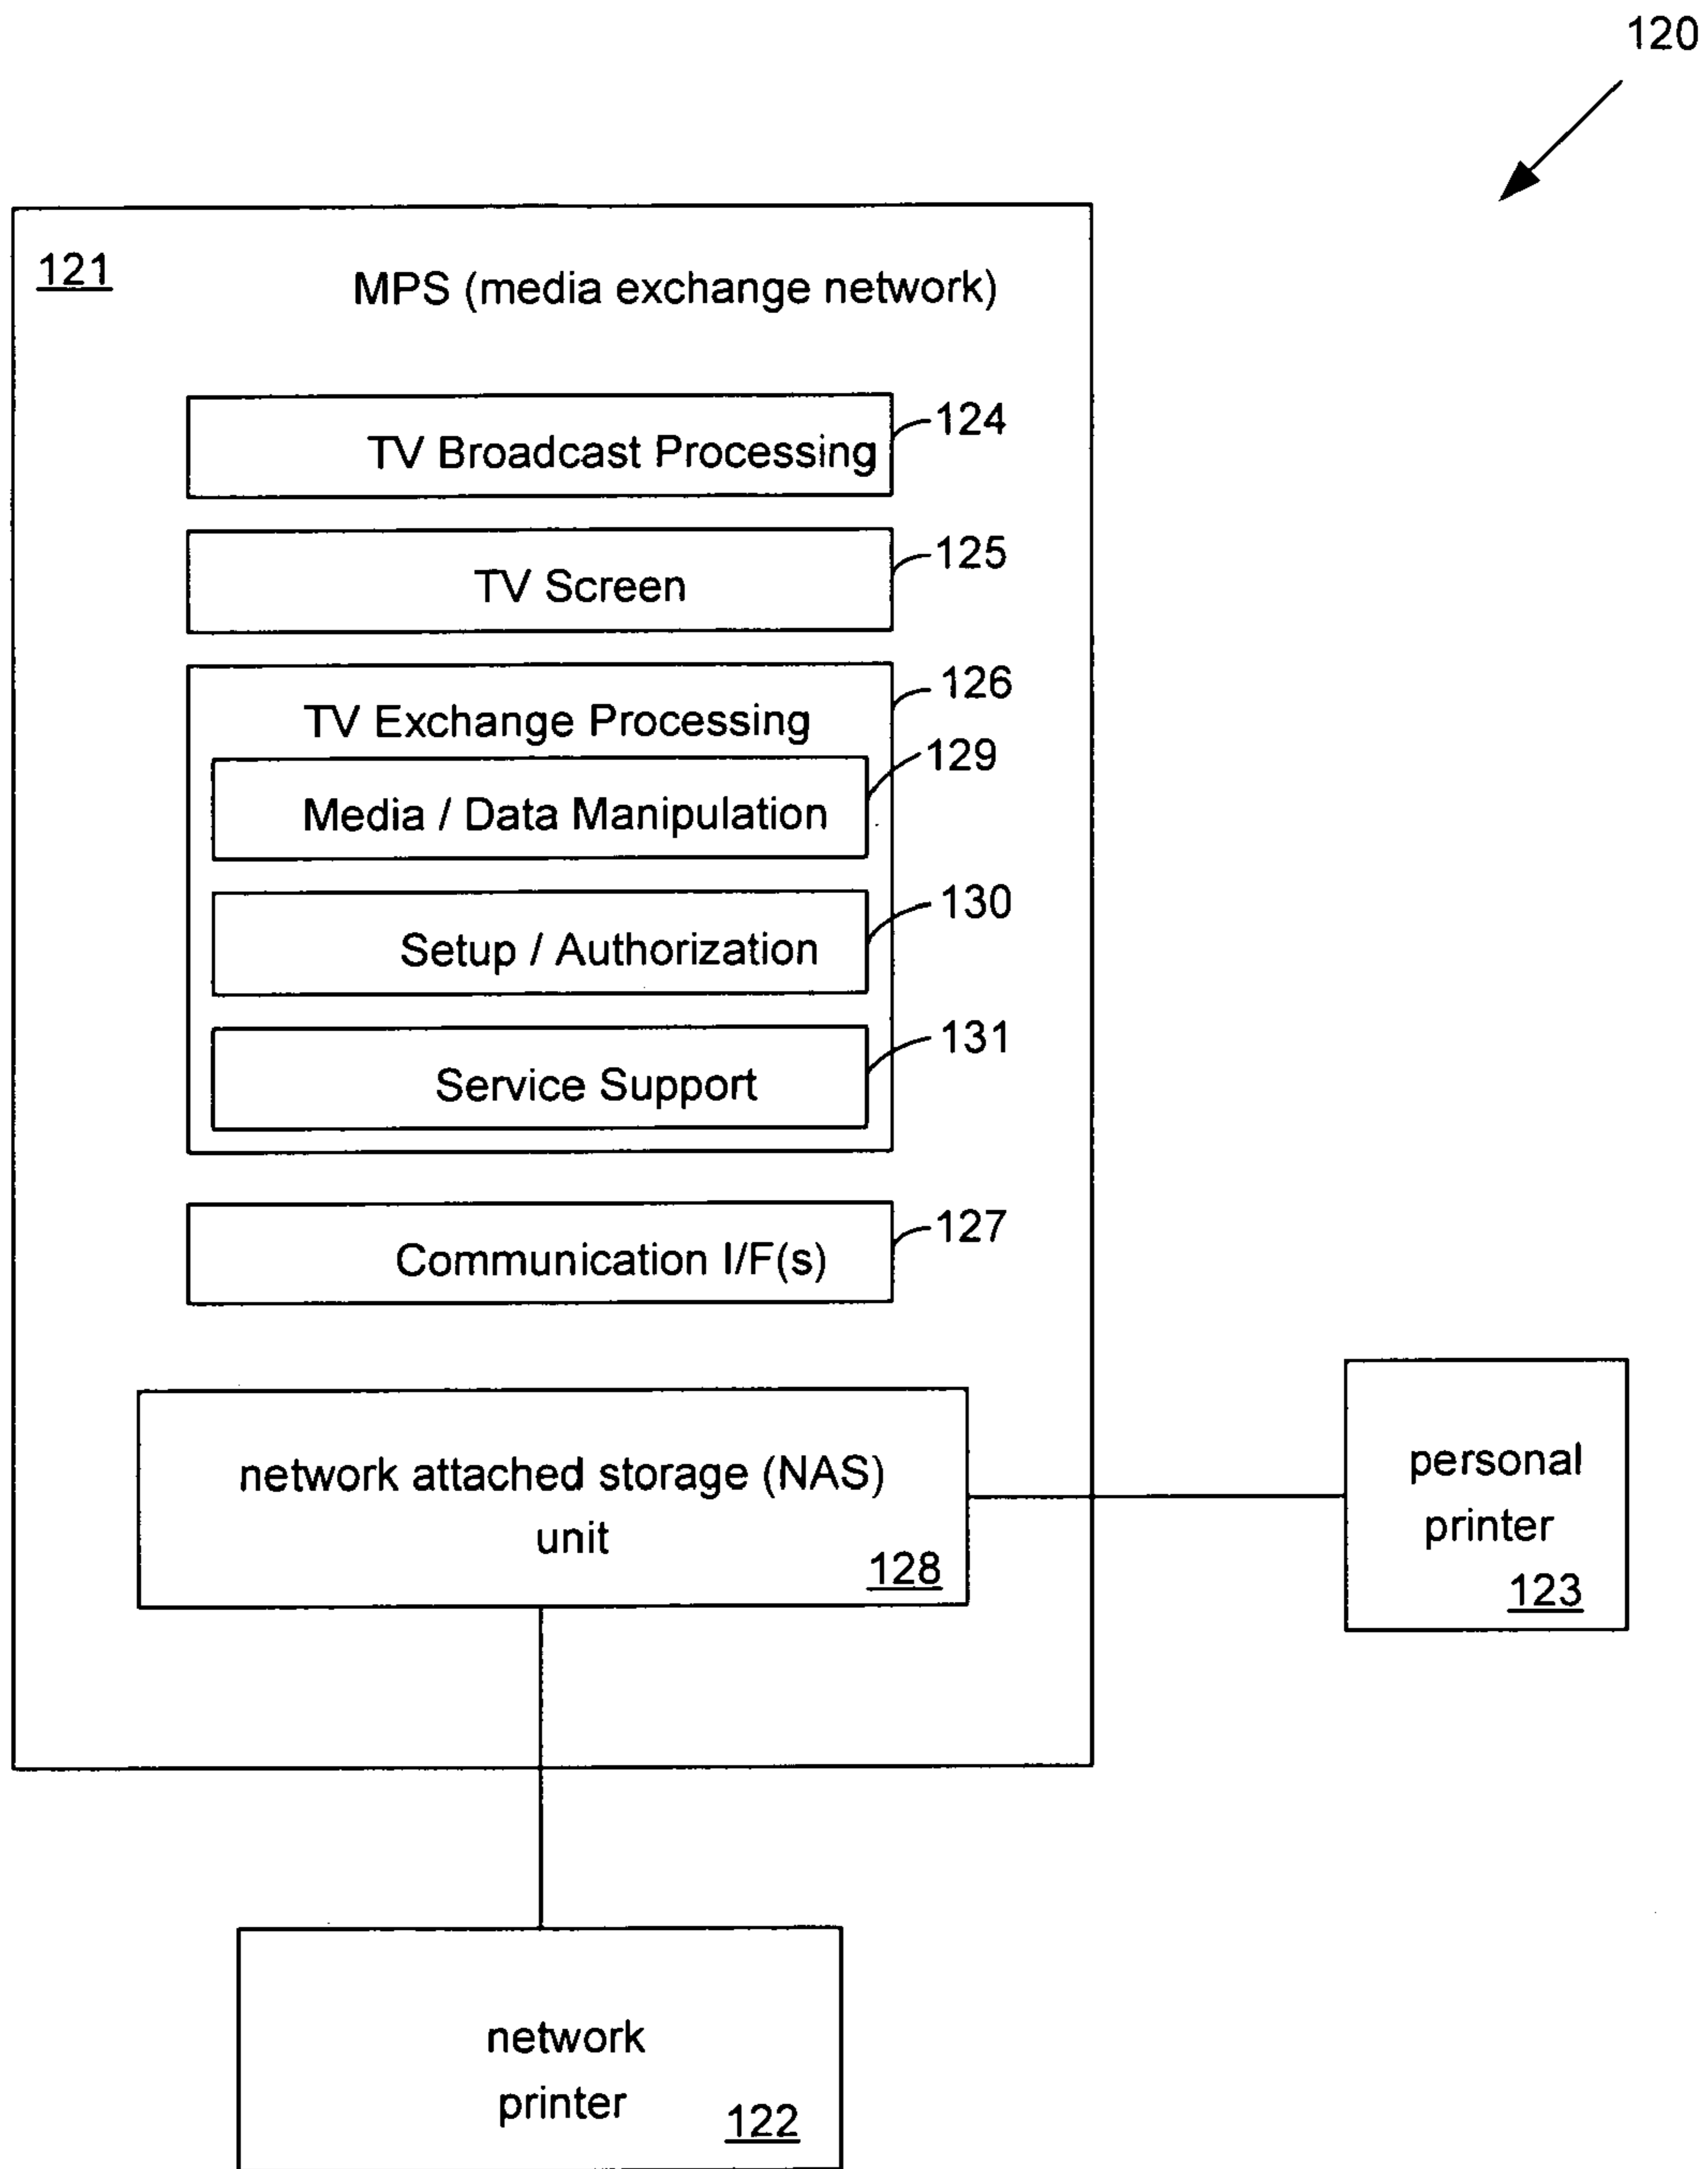 120
121
MPS (media exchange network)
124
TV Broadcast Processing
125
TV Screen
126
TV Exchange Processing
129
Media / Data Manipulation
130
Setup / Authorization
131
Service Support
127
Communication I/F(s)
network attached storage (NAS)
unit
128
personal
printer
123
network
printer
122